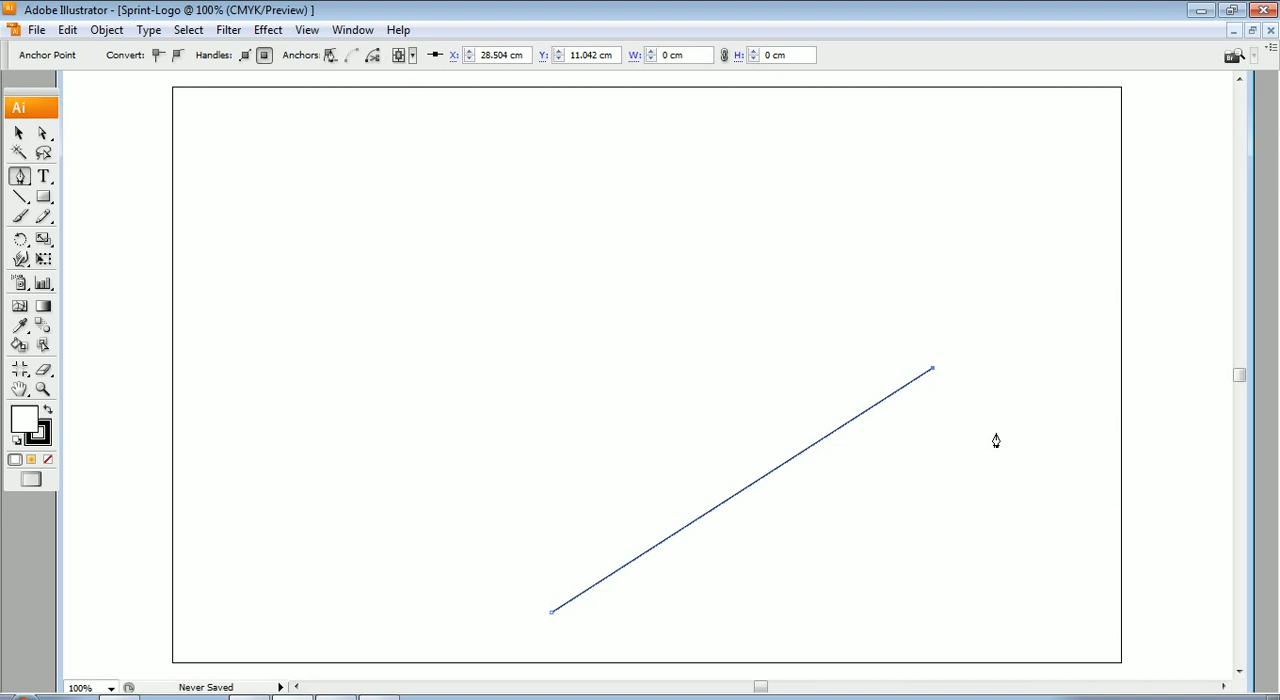 Adobe Illustrator - [Sprint-Logo @ 100% (CMYK/Preview) ]
File Edit Object Type Select Filter Effect View Window Help
Anchor Point Convert: Handles: Anchors: X: 28.504 cm Y: 11.042 cm W: 0 cm H: 0 cm
Br
Ai
T
100% Never Saved